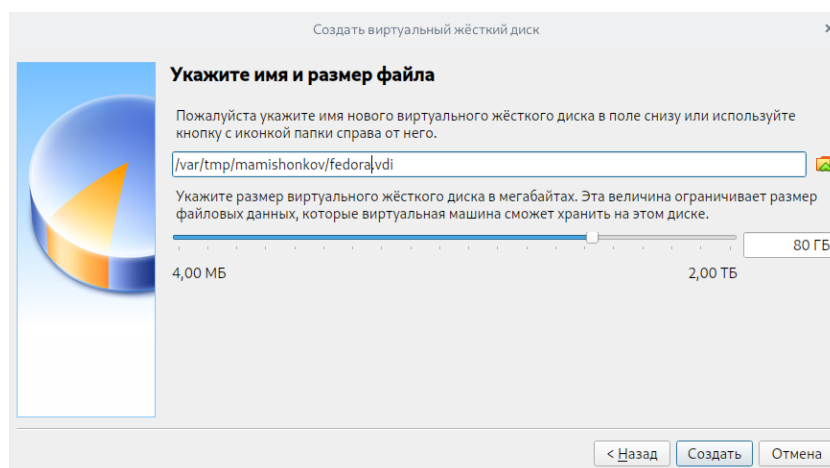 Создать виртуальный жёсткий диск
Укажите имя и размер файла
Пожалуйста укажите имя нового виртуального жёсткого диска в поле снизу или используйте
кнопку с иконкой папки справа от него.
/var/tmp/mamishonkov/fedora.vdi
Укажите размер виртуального жёсткого диска в мегабайтах. Эта величина ограничивает размер
файловых данных, которые виртуальная машина сможет хранить на этом диске.
80 ГБ
4,00 МБ 2,00 ТБ
< Назад Создать Отмена